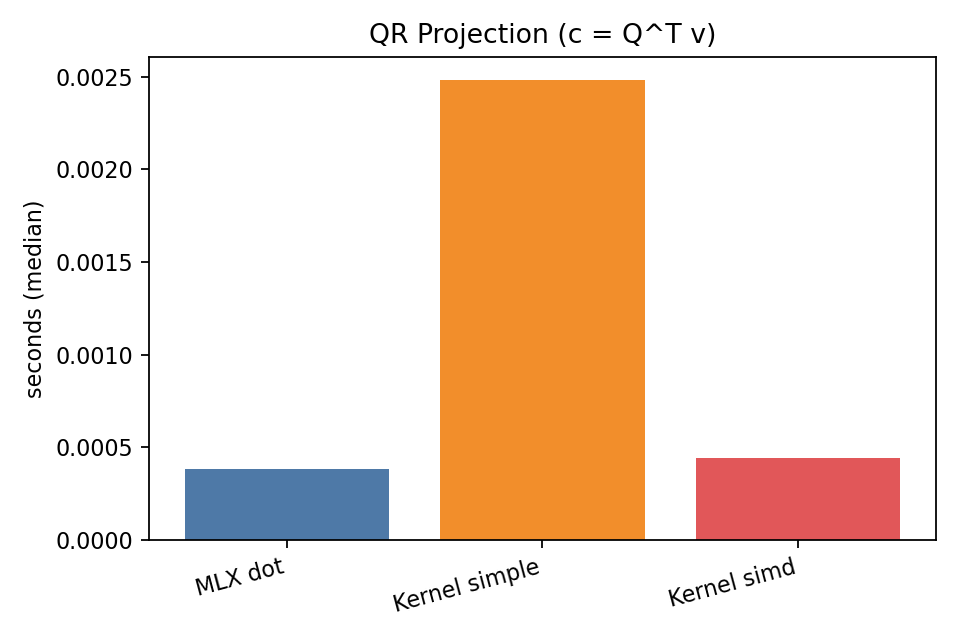 QR Projection (c = Q^T v)
seconds (median)
0.0025
0.0020
0.0015
0.0010
0.0005
0.0000
MLX dot
Kernel simple
Kernel simd